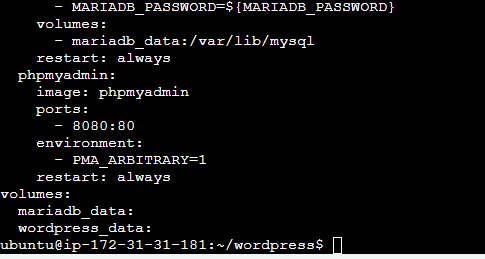 - MARIADB_PASSWORD=${MARIADB_PASSWORD}
volumes:
- mariadb_data:/var/lib/mysql
restart: always
phpmyadmin:
image: phpmyadmin
ports:
- 8080:80
environment:
- PMA_ARBITRARY=1
restart: always
volumes:
mariadb_data:
wordpress_data:
ubuntu@ip-172-31-31-181:~/wordpress$